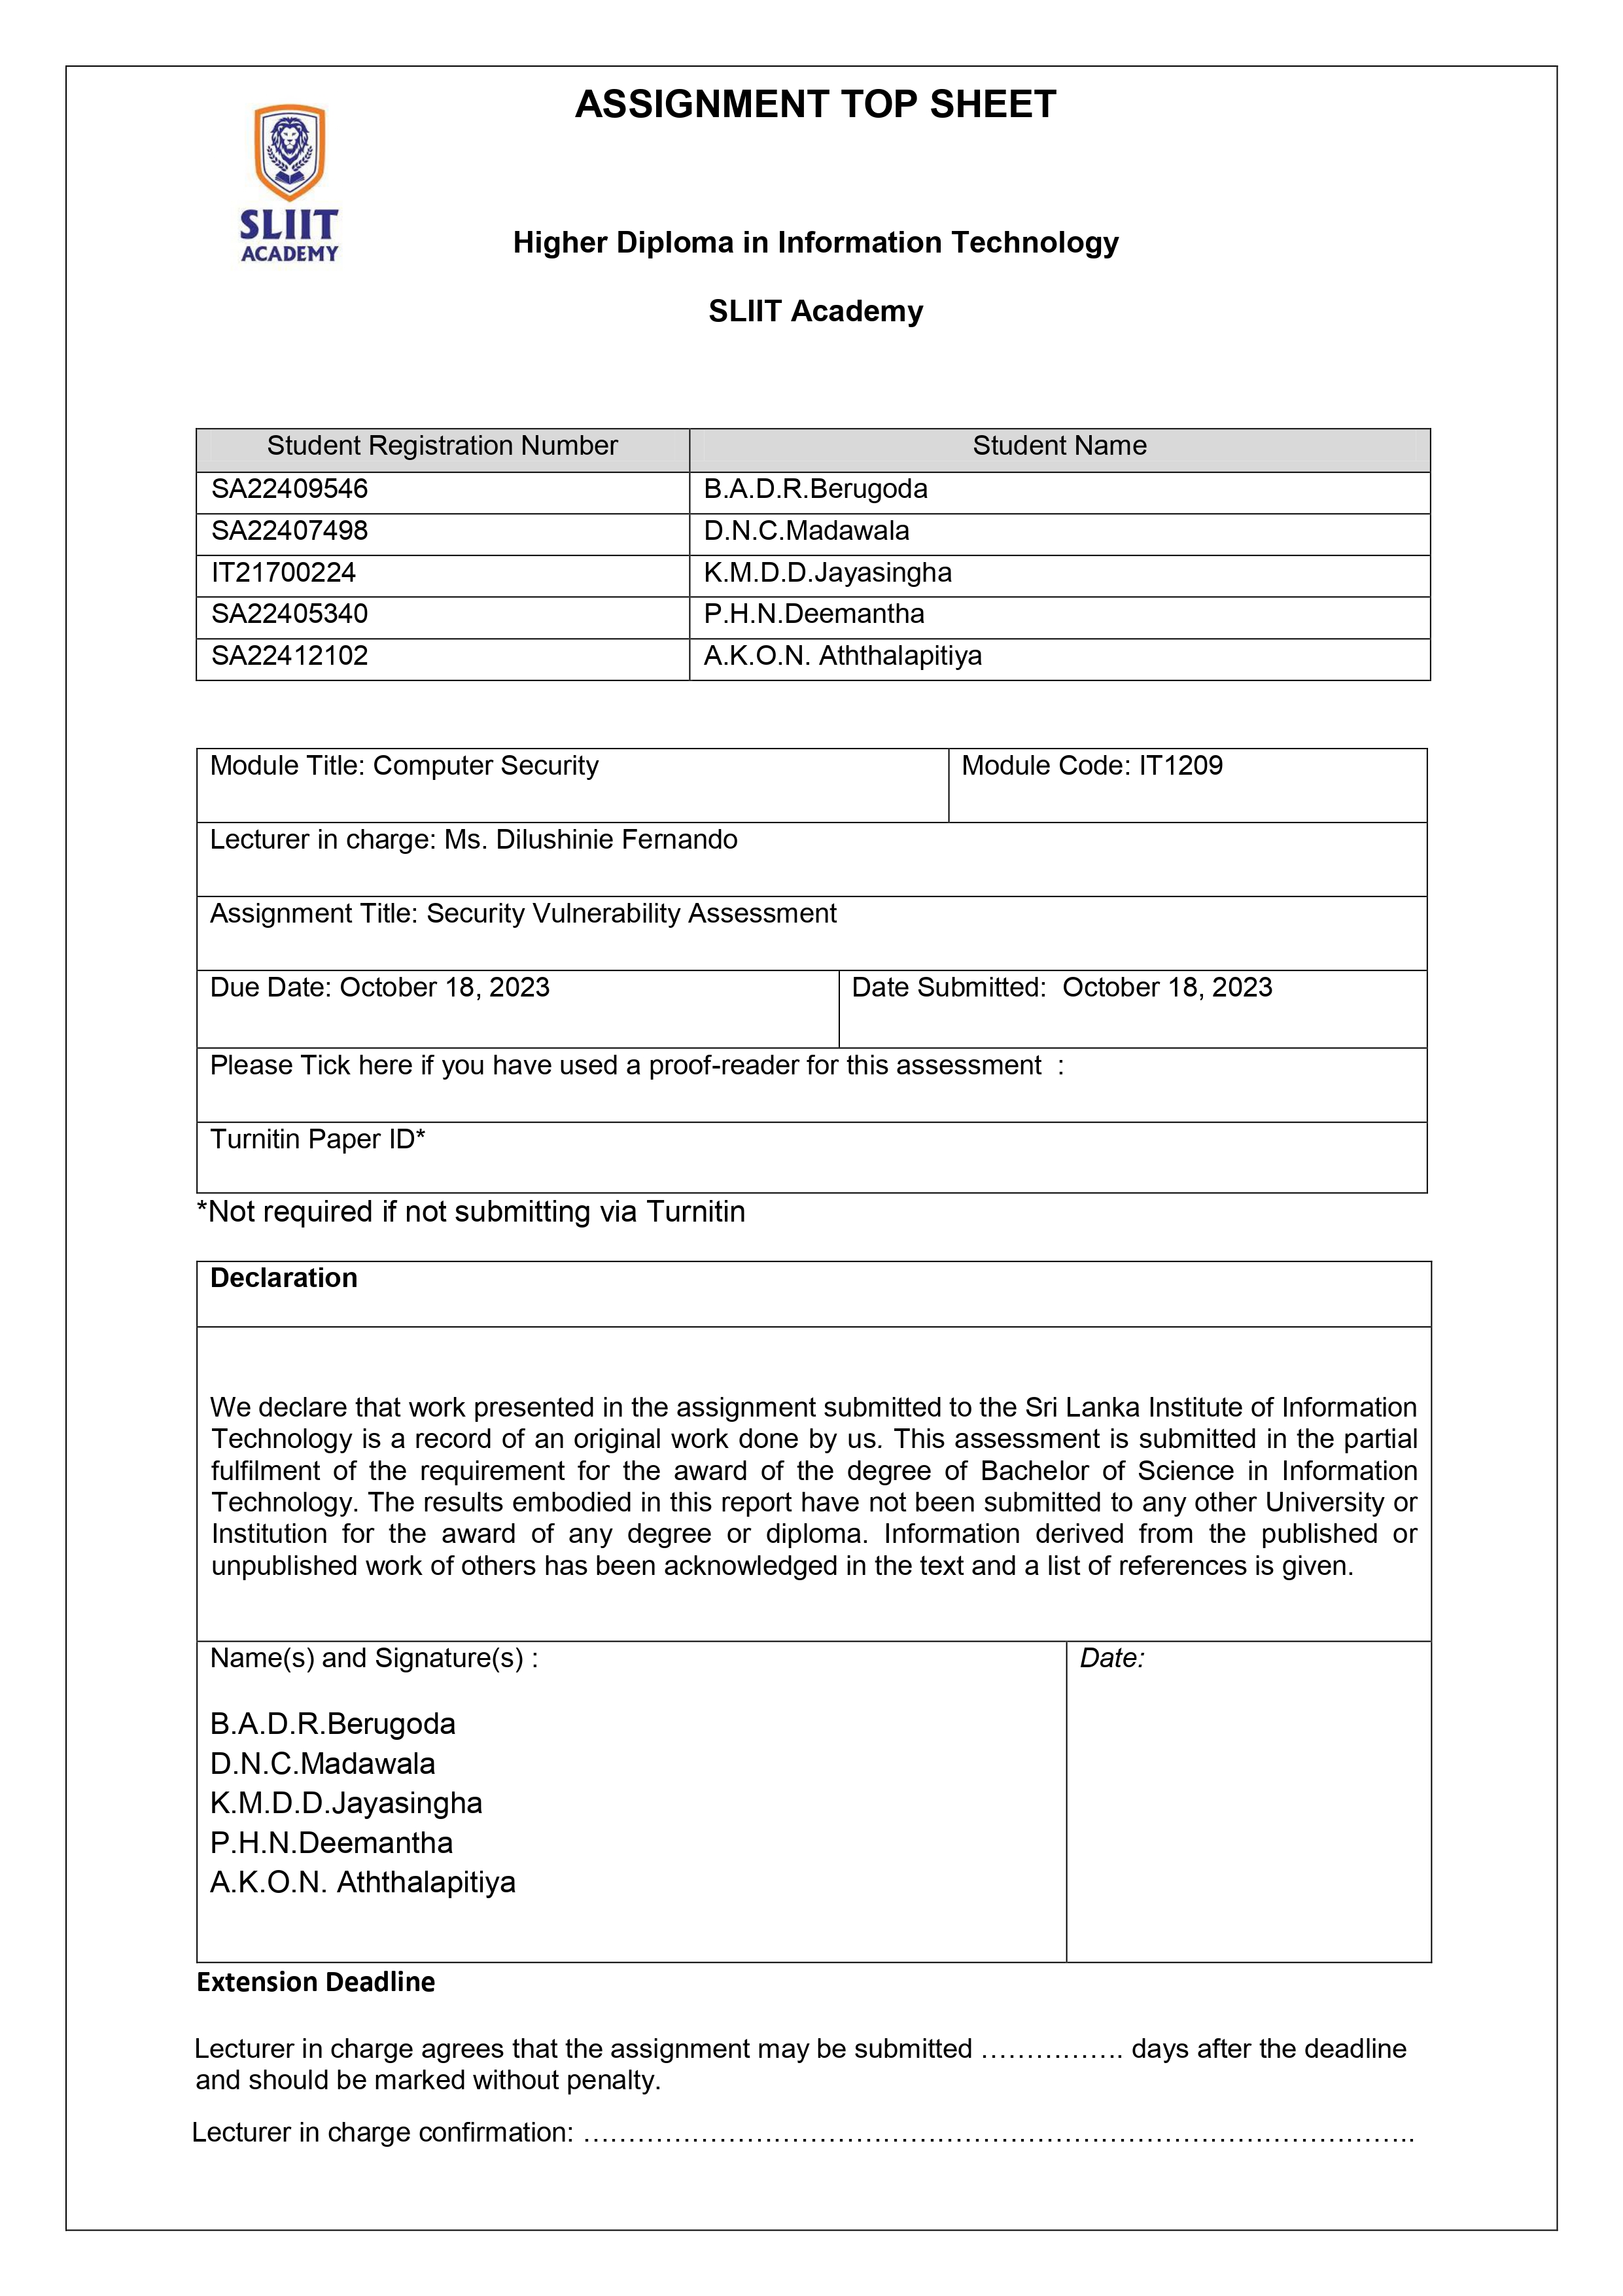 ASSIGNMENT TOP SHEET
SLIIT
ACADEMY
Higher Diploma in Information Technology
SLIIT Academy
Student Registration Number Student Name
SA22409546 B.A.D.R.Berugoda
SA22407498 D.N.C.Madawala
IT21700224 K.M.D.D.Jayasingha
SA22405340 P.H.N.Deemantha
SA22412102 A.K.O.N. Aththalapitiya
Module Title: Computer Security Module Code: IT1209
Lecturer in charge: Ms. Dilushinie Fernando
Assignment Title: Security Vulnerability Assessment
Due Date: October 18, 2023 Date Submitted: October 18, 2023
Please Tick here if you have used a proof-reader for this assessment :
Turnitin Paper ID*
*Not required if not submitting via Turnitin
Declaration
We declare that work presented in the assignment submitted to the Sri Lanka Institute of Information
Technology is a record of an original work done by us. This assessment is submitted in the partial
fulfilment of the requirement for the award of the degree of Bachelor of Science in Information
Technology. The results embodied in this report have not been submitted to any other University or
Institution for the award of any degree or diploma. Information derived from the published or
unpublished work of others has been acknowledged in the text and a list of references is given.
Name(s) and Signature(s) : Date:
B.A.D.R.Berugoda
D.N.C.Madawala
K.M.D.D.Jayasingha
P.H.N.Deemantha
A.K.O.N. Aththalapitiya
Extension Deadline
Lecturer in charge agrees that the assignment may be submitted ……………. days after the deadline
and should be marked without penalty.
Lecturer in charge confirmation: ……………………………………………………………………………….